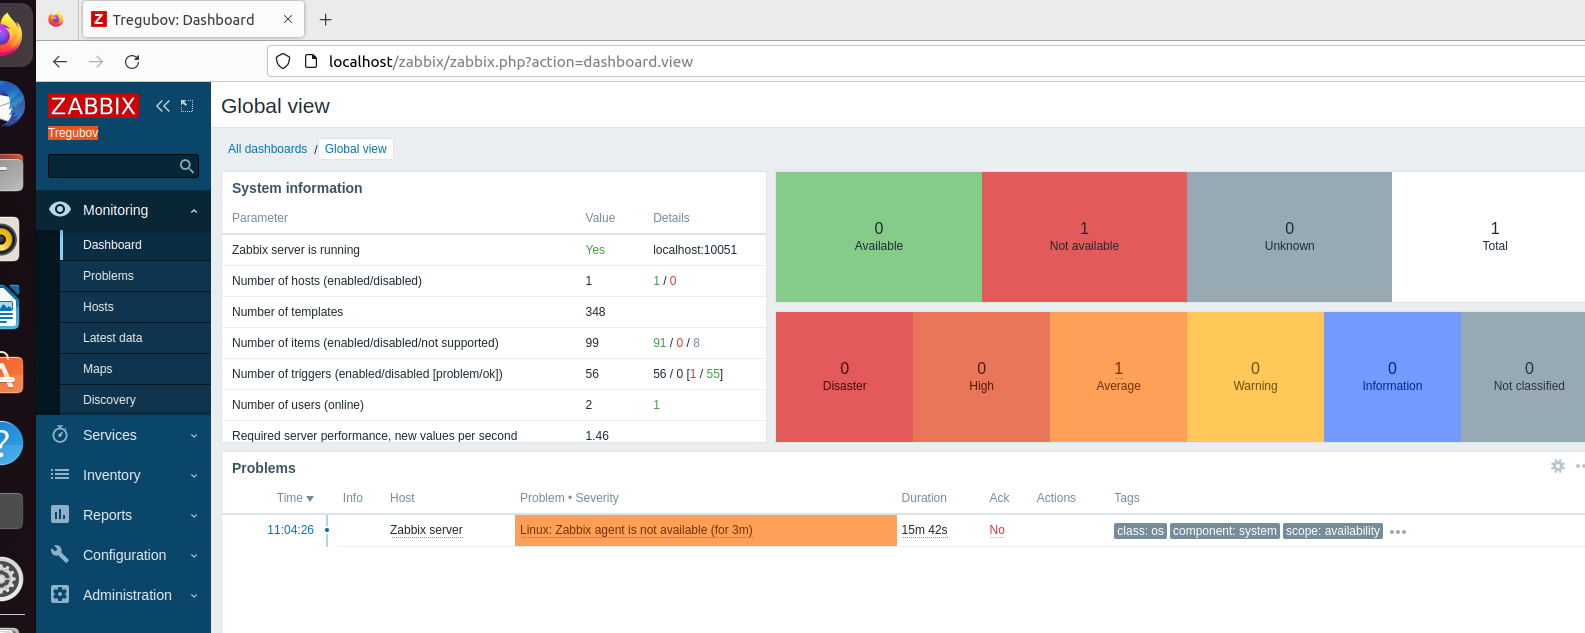 Z Tregubov: Dashboard
localhost/zabbix/zabbix.php?action=dashboard.view
ZABBIX
Tregubov
Monitoring
Dashboard
Problems
Hosts
Latest data
Maps
Discovery
Services
Inventory
Reports
Configuration
Administration
Global view
All dashboards / Global view
System information
Parameter Value Details
Zabbix server is running Yes localhost:10051
Number of hosts (enabled/disabled) 1 1 / 0
Number of templates 348
Number of items (enabled/disabled/not supported) 99 91 / 0 / 8
Number of triggers (enabled/disabled [problem/ok]) 56 56 / 0 [1 / 55]
Number of users (online) 2 1
Required server performance, new values per second 1.46
0 1 0 1
Available Not available Unknown Total
0 0 1 0 0 0
Disaster High Average Warning Information Not classified
Problems
Time Info Host Problem • Severity Duration Ack Actions Tags
11:04:26 Zabbix server Linux: Zabbix agent is not available (for 3m) 15m 42s No class: os component: system scope: availability